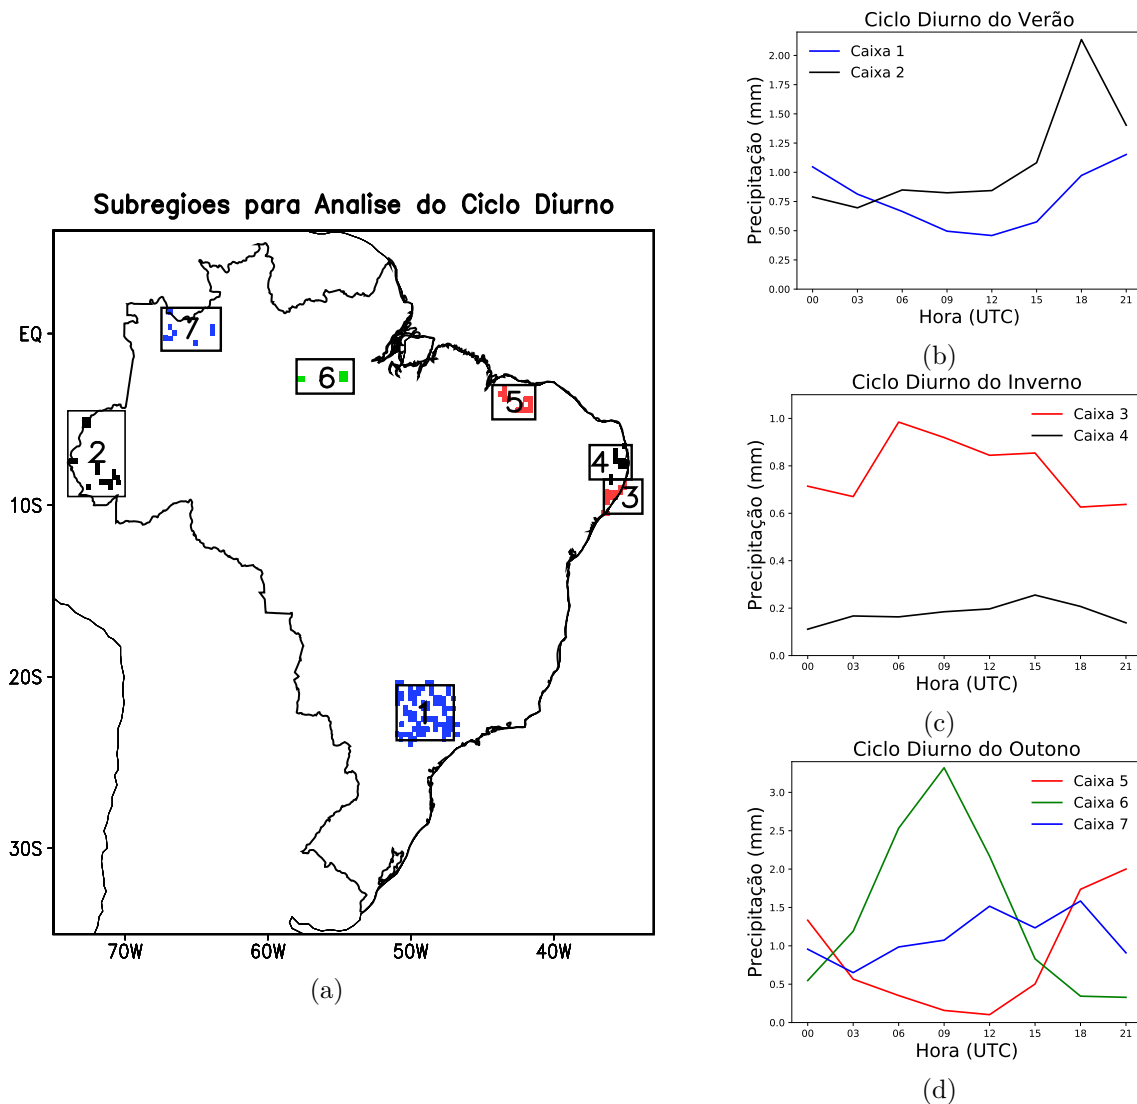 Subregioes para Analise do Ciclo Diurno
EQ
10S
20S
30S
70W
60W
50W
40W
7
6
5
4
3
2
1
(a)
Ciclo Diurno do Verão
Precipitação (mm)
2.00
1.75
1.50
1.25
1.00
0.75
0.50
0.25
0.00
Caixa 1
Caixa 2
00 03 06 09 12 15 18 21
Hora (UTC)
(b)
Ciclo Diurno do Inverno
Precipitação (mm)
1.0
0.8
0.6
0.4
0.2
0.0
Caixa 3
Caixa 4
00 03 06 09 12 15 18 21
Hora (UTC)
(c)
Ciclo Diurno do Outono
Precipitação (mm)
3.0
2.5
2.0
1.5
1.0
0.5
0.0
Caixa 5
Caixa 6
Caixa 7
00 03 06 09 12 15 18 21
Hora (UTC)
(d)